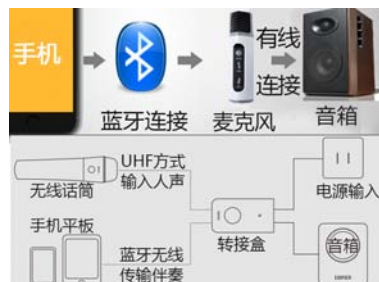 手机
有线
连接
蓝牙连接
麦克风
音箱
UHF方式
输入人声
无线话筒
电源输入
手机平板
转接盒
音箱
蓝牙无线
传输伴奏
EDIFIER